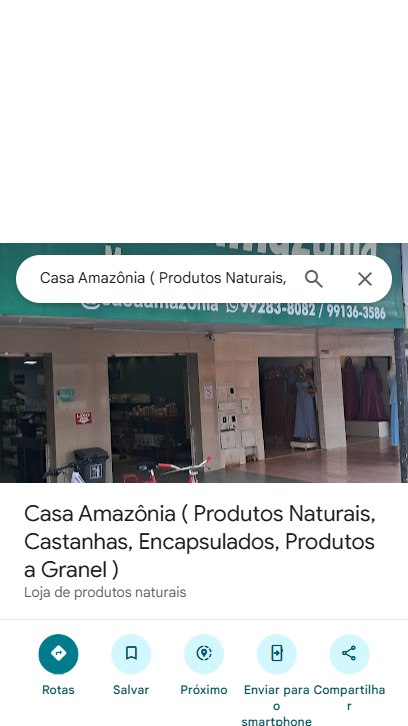 Casa Amazônia ( Produtos Naturais,
casaamazonia 99283-8082 / 99136-3586
Casa Amazônia ( Produtos Naturais,
Castanhas, Encapsulados, Produtos
a Granel )
Loja de produtos naturais
Rotas
Salvar
Próximo
Enviar para
o
smartphone
Compartilha
r